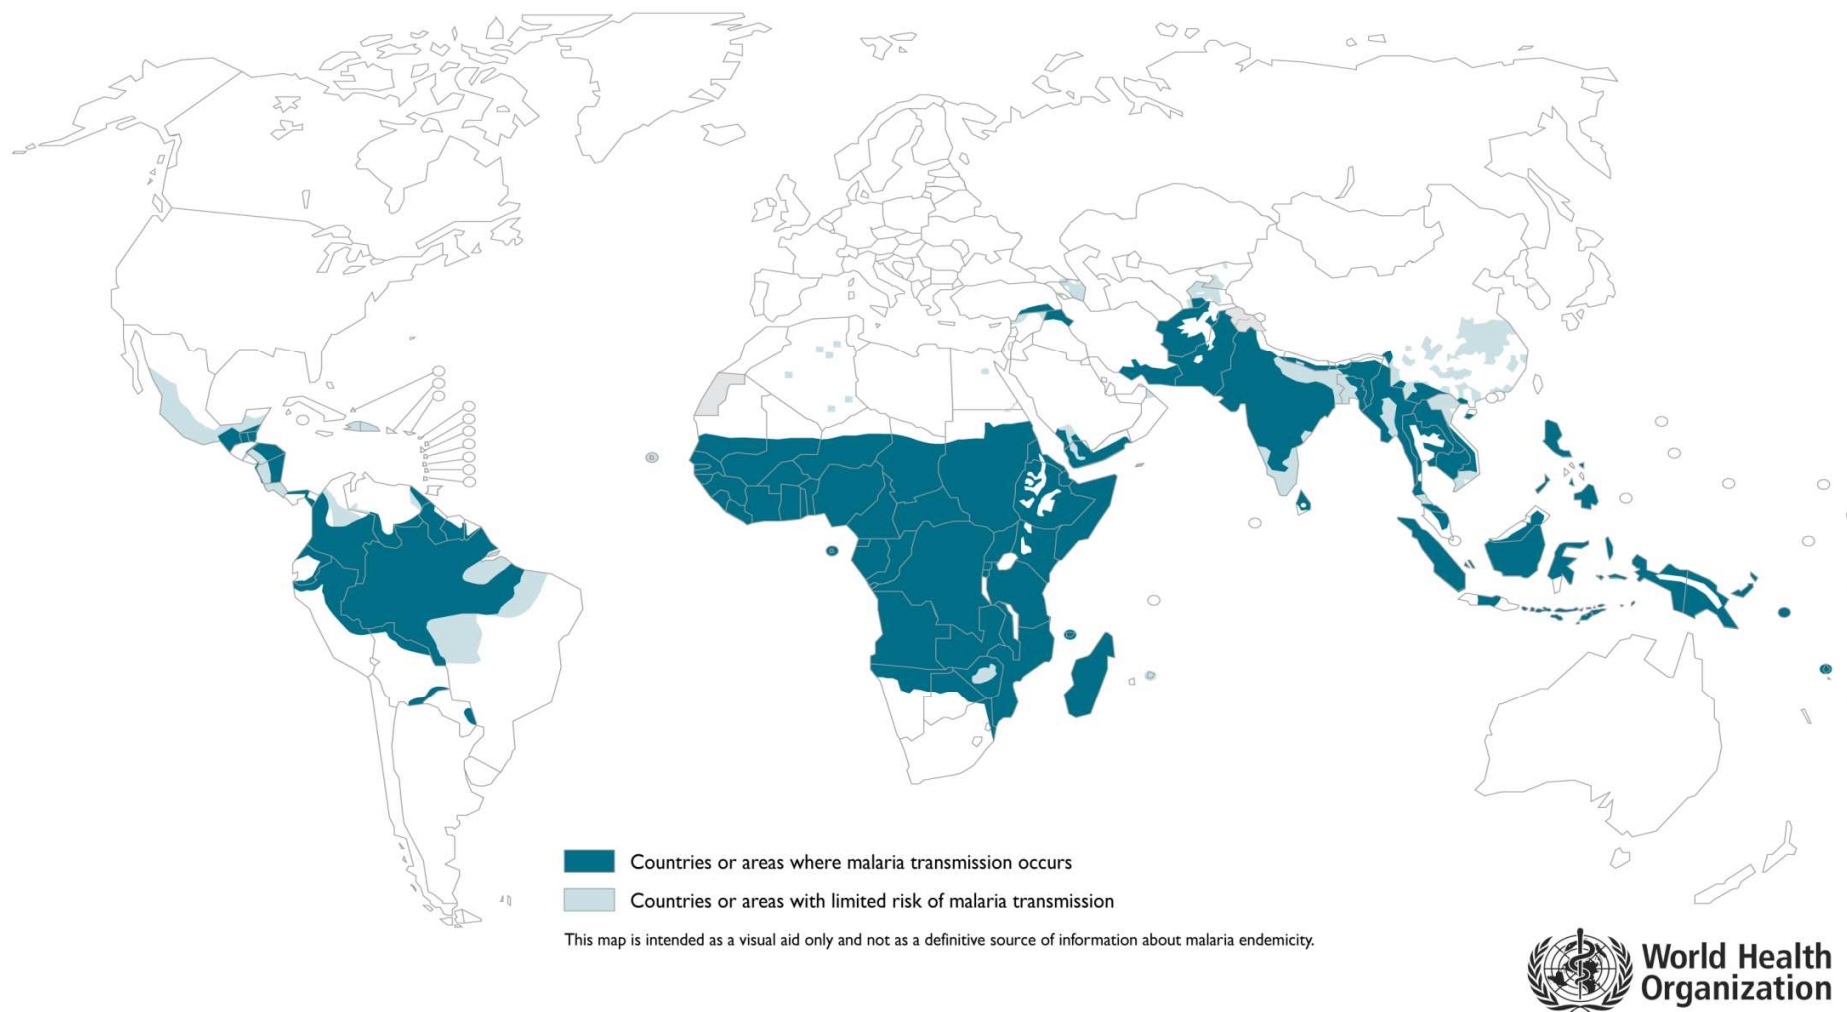 Countries or areas where malaria transmission occurs
Countries or areas with limited risk of malaria transmission
This map is intended as a visual aid only and not as a definitive source of information about malaria endemicity.
World Health
Organization